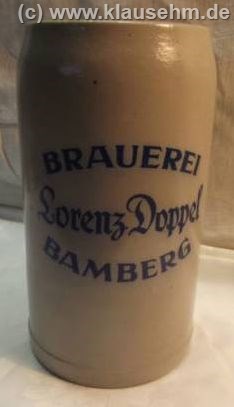 (c) www.klausehm.de
BRAUEREI
Lorenz Doppel
BAMBERG